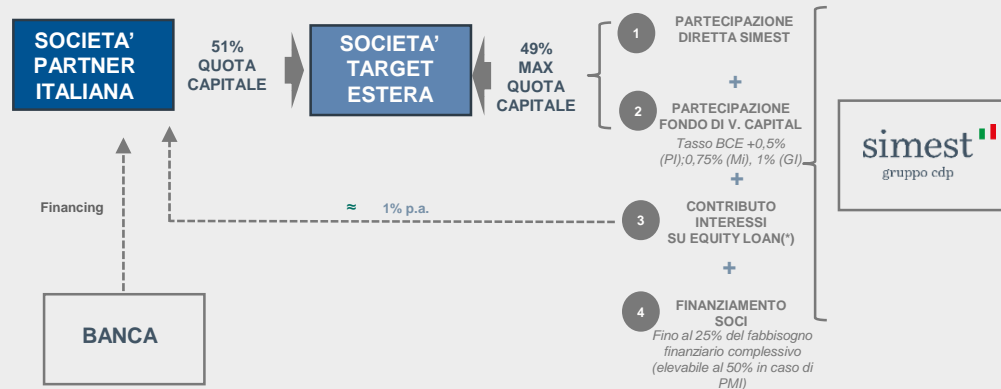 SOCIETA'
PARTNER
ITALIANA
51%
QUOTA
CAPITALE
SOCIETA'
TARGET
ESTERA
49%
MAX
QUOTA
CAPITALE
1
PARTECIPAZIONE
DIRETTA SIMEST
+
2
PARTECIPAZIONE
FONDO DI V. CAPITAL
Tasso BCE +0,5%
(PI);0,75% (Mi), 1% (GI)
+
3
CONTRIBUTO
INTERESSI
SU EQUITY LOAN(*)
+
4
FINANZIAMENTO
SOCI
Fino al 25% del fabbisogno
finanziario complessivo
(elevabile al 50% in caso di
PMI)
simest
gruppo cdp
Financing
≈ 1% p.a.
BANCA